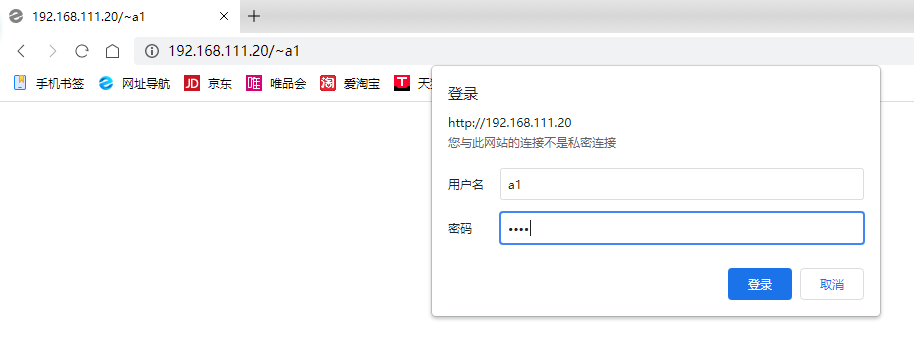 192.168.111.20/~a1
192.168.111.20/~a1
手机书签 网址导航 JD 京东 唯 唯品会 淘 爱淘宝 T
登录
http://192.168.111.20
您与此网站的连接不是私密连接
用户名 a1
密码 ••••
登录 取消